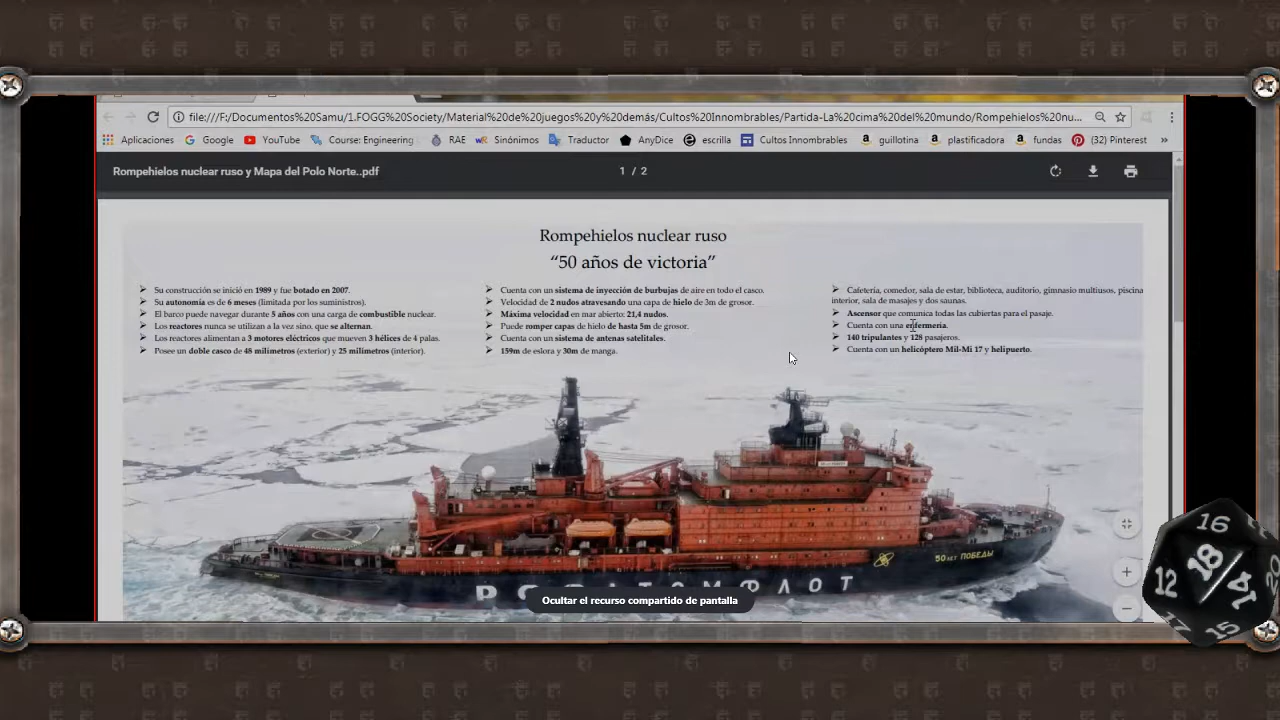 file:///F:/Documentos%20Samu/1.FOGG%20Society/Material%20de%20juegos%20y%20demás/Cultos%20Innombrables/Partida-La%20cima%20del%20mundo/Rompehielos%20nu...
Aplicaciones Google YouTube Course: Engineering RAE Sinónimos Traductor AnyDice escrilla Cultos Innombrables guillotina plastificadora fundas (32) Pinterest »
Rompehielos nuclear ruso y Mapa del Polo Norte..pdf 1 / 2
Rompehielos nuclear ruso
“50 años de victoria”
Su construcción se inició en 1989 y fue botado en 2007.
Su autonomía es de 6 meses (limitada por los suministros).
El barco puede navegar durante 5 años con una carga de combustible nuclear.
Los reactores nunca se utilizan a la vez sino, que se alternan.
Los reactores alimentan a 3 motores eléctricos que mueven 3 hélices de 4 palas.
Posee un doble casco de 48 milímetros (exterior) y 25 milímetros (interior).
Cuenta con un sistema de inyección de burbujas de aire en todo el casco.
Velocidad de 2 nudos atravesando una capa de hielo de 3m de grosor.
Máxima velocidad en mar abierto: 21,4 nudos.
Puede romper capas de hielo de hasta 5m de grosor.
Cuenta con un sistema de antenas satelitales.
159m de eslora y 30m de manga.
Cafetería, comedor, sala de estar, biblioteca, auditorio, gimnasio multiusos, piscina
interior, sala de masajes y dos saunas.
Ascensor que comunica todas las cubiertas para el pasaje.
Cuenta con una enfermería.
140 tripulantes y 128 pasajeros.
Cuenta con un helicóptero Mil-Mi 17 y helipuerto.
50 ЛЕТ ПОБЕДЫ
Ocultar el recurso compartido de pantalla
16
18
12
4
20
17
15